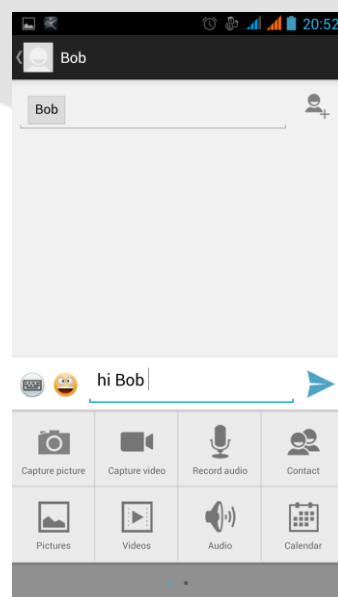 20:52
Bob
Bob
hi Bob
Capture picture Capture video Record audio Contact
Pictures Videos Audio Calendar